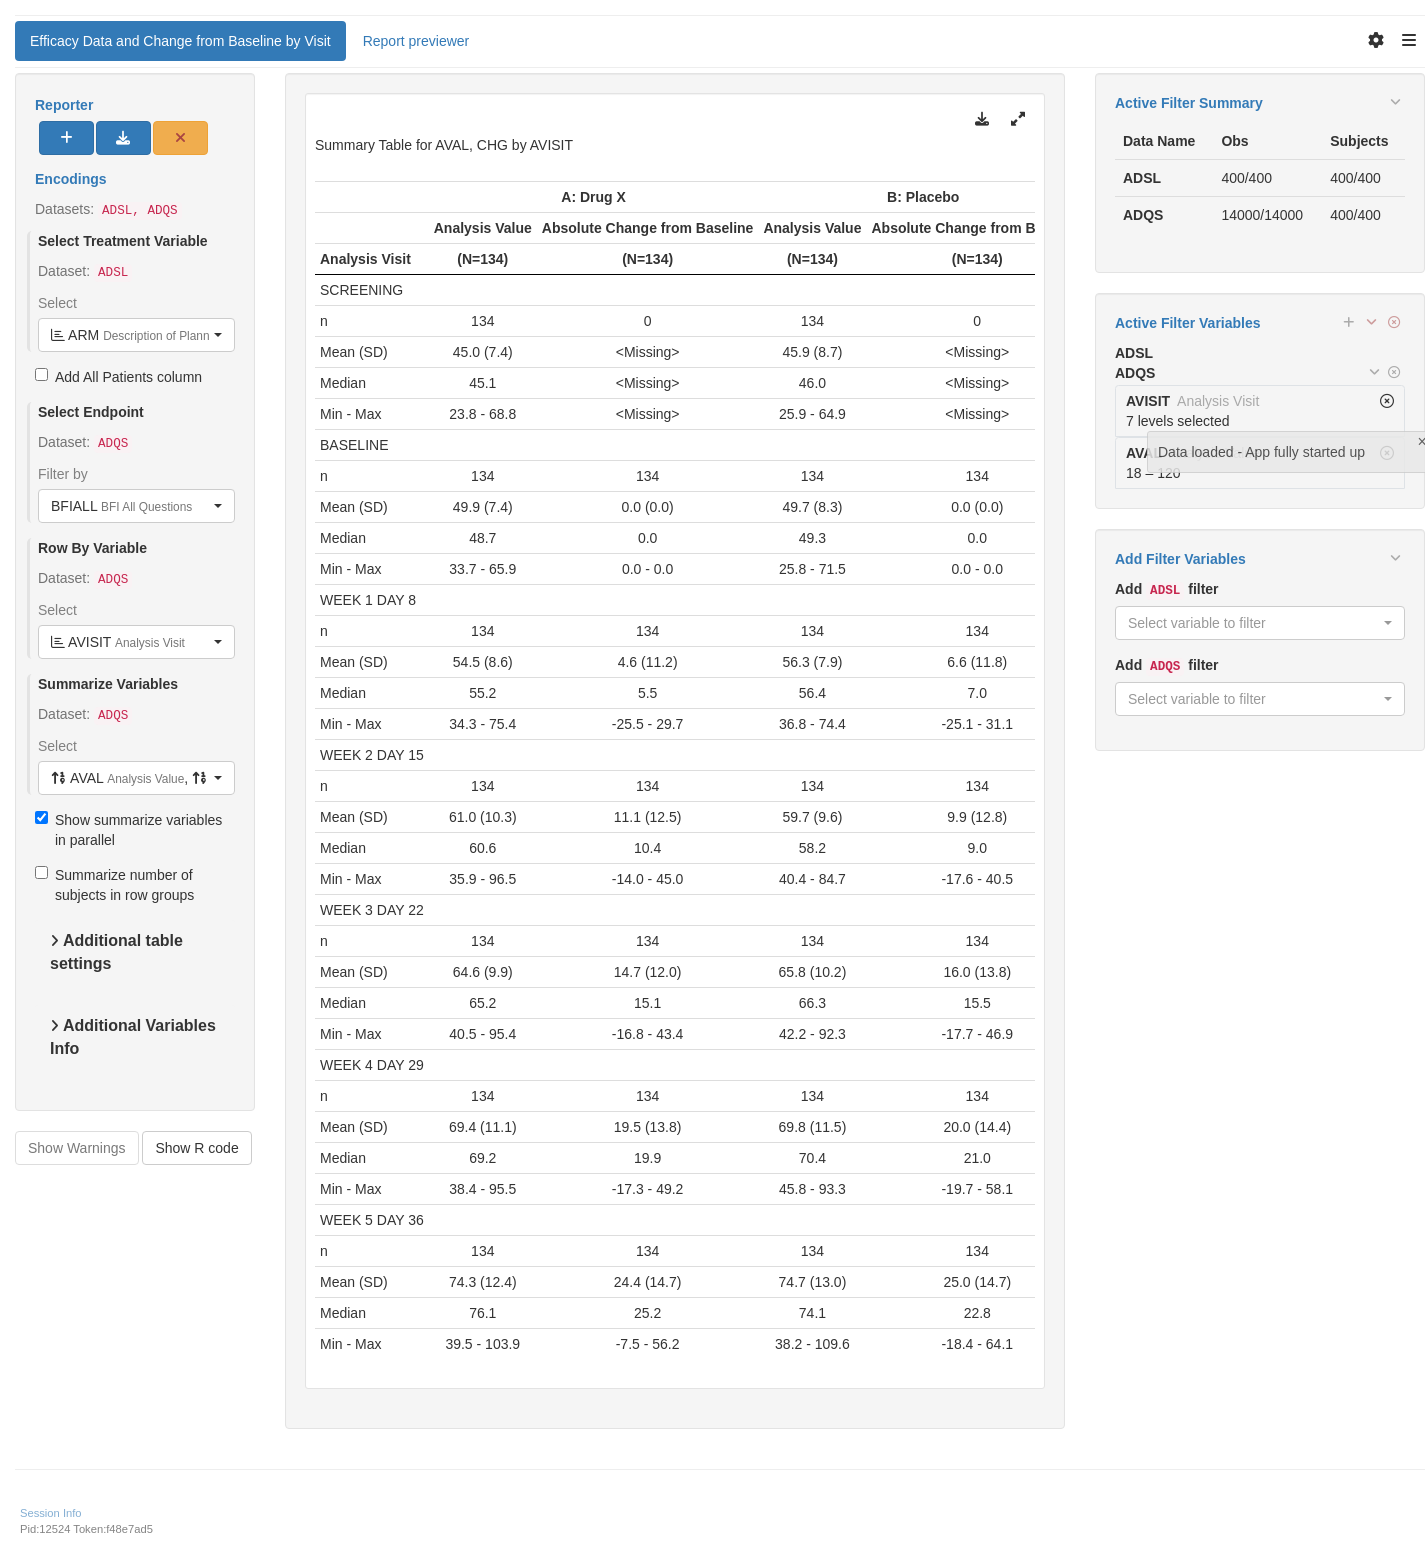 Efficacy Data and Change from Baseline by Visit Report previewer
Reporter
Encodings
Datasets: ADSL, ADQS
Select Treatment Variable
Dataset: ADSL
Select
ARM Description of Plann
Add All Patients column
Select Endpoint
Dataset: ADQS
Filter by
BFIALL BFI All Questions
Row By Variable
Dataset: ADQS
Select
AVISIT Analysis Visit
Summarize Variables
Dataset: ADQS
Select
AVAL Analysis Value,
Show summarize variables
in parallel
Summarize number of
subjects in row groups
Additional table
settings
Additional Variables
Info
Show Warnings Show R code
Summary Table for AVAL, CHG by AVISIT
A: Drug X B: Placebo
Analysis Value Absolute Change from Baseline Analysis Value Absolute Change from B
Analysis Visit (N=134) (N=134) (N=134) (N=134)
SCREENING
n 134 0 134 0
Mean (SD) 45.0 (7.4) <Missing> 45.9 (8.7) <Missing>
Median 45.1 <Missing> 46.0 <Missing>
Min - Max 23.8 - 68.8 <Missing> 25.9 - 64.9 <Missing>
BASELINE
n 134 134 134 134
Mean (SD) 49.9 (7.4) 0.0 (0.0) 49.7 (8.3) 0.0 (0.0)
Median 48.7 0.0 49.3 0.0
Min - Max 33.7 - 65.9 0.0 - 0.0 25.8 - 71.5 0.0 - 0.0
WEEK 1 DAY 8
n 134 134 134 134
Mean (SD) 54.5 (8.6) 4.6 (11.2) 56.3 (7.9) 6.6 (11.8)
Median 55.2 5.5 56.4 7.0
Min - Max 34.3 - 75.4 -25.5 - 29.7 36.8 - 74.4 -25.1 - 31.1
WEEK 2 DAY 15
n 134 134 134 134
Mean (SD) 61.0 (10.3) 11.1 (12.5) 59.7 (9.6) 9.9 (12.8)
Median 60.6 10.4 58.2 9.0
Min - Max 35.9 - 96.5 -14.0 - 45.0 40.4 - 84.7 -17.6 - 40.5
WEEK 3 DAY 22
n 134 134 134 134
Mean (SD) 64.6 (9.9) 14.7 (12.0) 65.8 (10.2) 16.0 (13.8)
Median 65.2 15.1 66.3 15.5
Min - Max 40.5 - 95.4 -16.8 - 43.4 42.2 - 92.3 -17.7 - 46.9
WEEK 4 DAY 29
n 134 134 134 134
Mean (SD) 69.4 (11.1) 19.5 (13.8) 69.8 (11.5) 20.0 (14.4)
Median 69.2 19.9 70.4 21.0
Min - Max 38.4 - 95.5 -17.3 - 49.2 45.8 - 93.3 -19.7 - 58.1
WEEK 5 DAY 36
n 134 134 134 134
Mean (SD) 74.3 (12.4) 24.4 (14.7) 74.7 (13.0) 25.0 (14.7)
Median 76.1 25.2 74.1 22.8
Min - Max 39.5 - 103.9 -7.5 - 56.2 38.2 - 109.6 -18.4 - 64.1
Active Filter Summary
Data Name Obs Subjects
ADSL 400/400 400/400
ADQS 14000/14000 400/400
Active Filter Variables
ADSL
ADQS
AVISIT Analysis Visit
7 levels selected
Data loaded - App fully started up
18 – 120
Add Filter Variables
Add ADSL filter
Select variable to filter
Add ADQS filter
Select variable to filter
Session Info
Pid:12524 Token:f48e7ad5